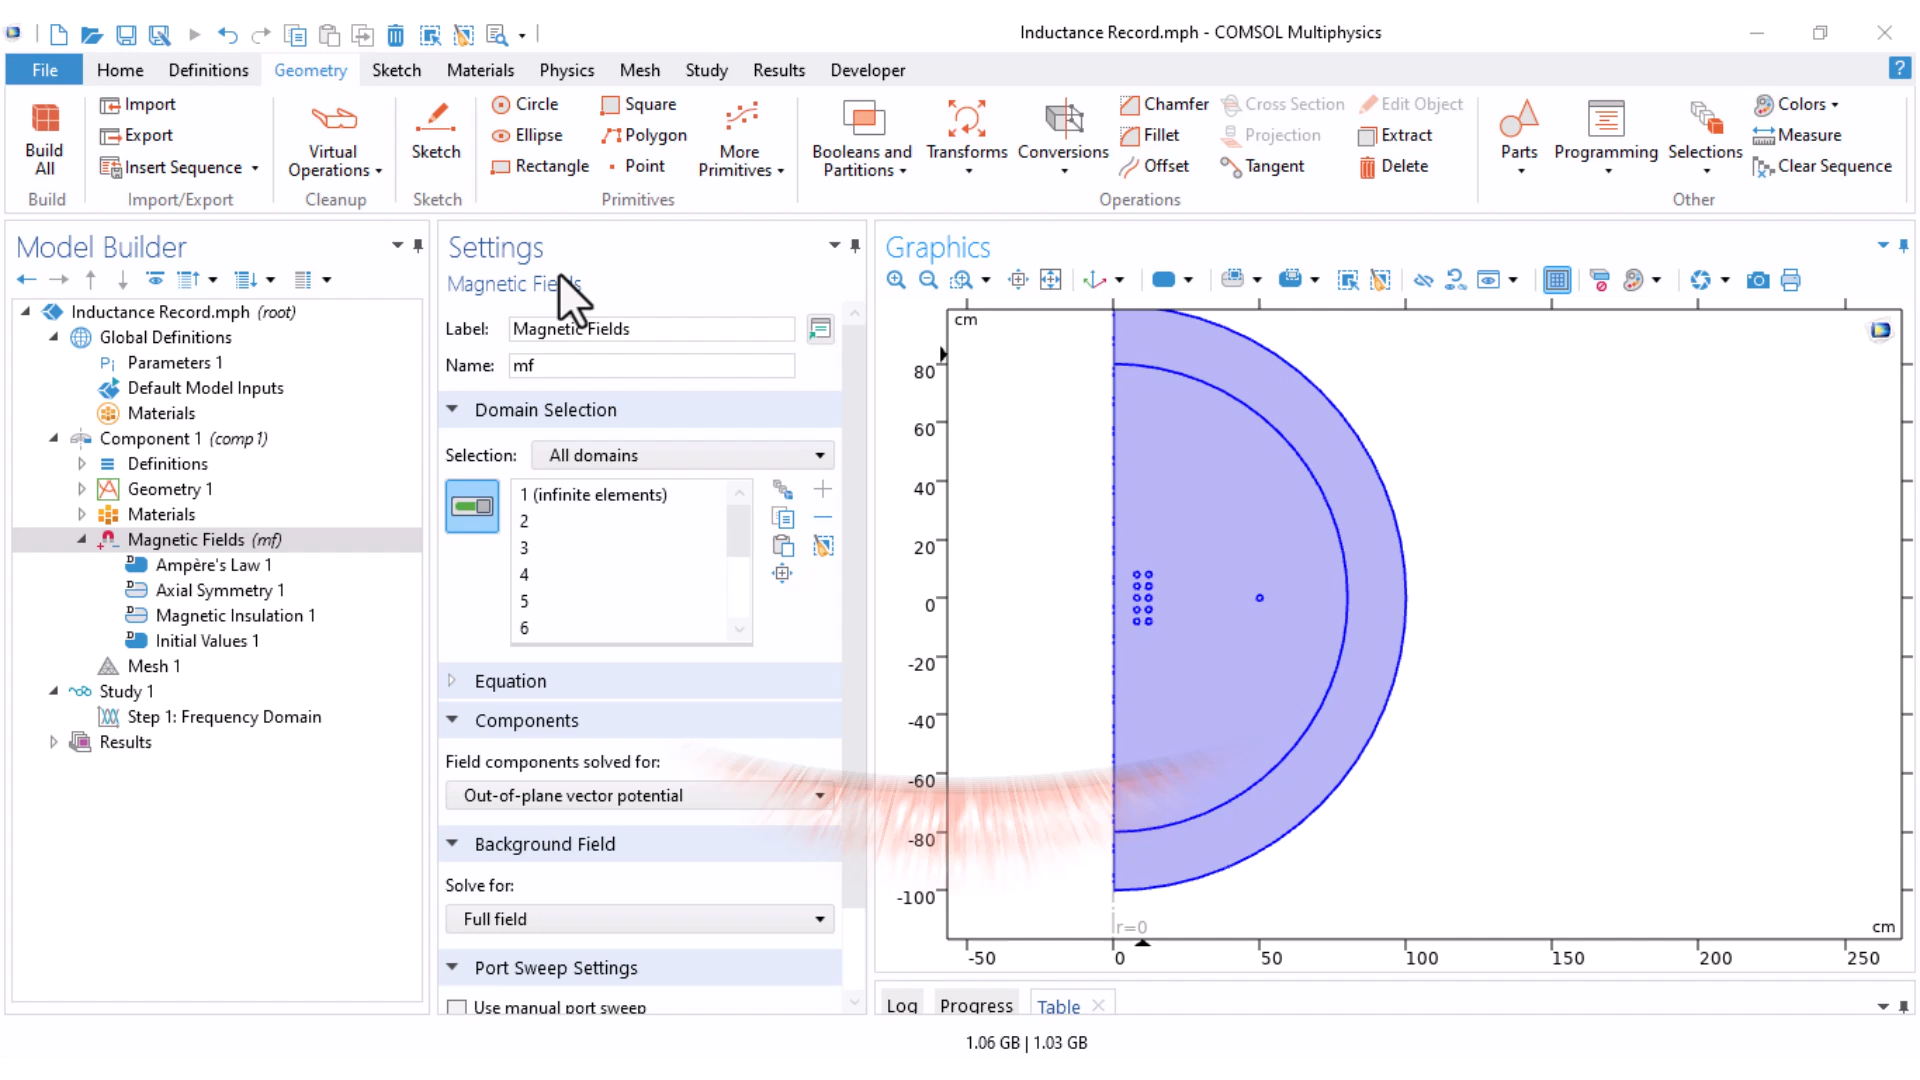 Inductance Record.mph - COMSOL Multiphysics
File Home Definitions Geometry Sketch Materials Physics Mesh Study Results Developer
Build All
Build
Import
Export
Insert Sequence
Import/Export
Virtual Operations
Cleanup
Sketch
Sketch
Circle
Ellipse
Rectangle
Square
Polygon
Point
More Primitives
Primitives
Booleans and Partitions
Transforms
Conversions
Chamfer
Fillet
Offset
Cross Section
Projection
Tangent
Edit Object
Extract
Delete
Operations
Parts
Programming
Selections
Colors
Measure
Clear Sequence
Other
Model Builder
Inductance Record.mph (root)
Global Definitions
Pi Parameters 1
Default Model Inputs
Materials
Component 1 (comp1)
Definitions
Geometry 1
Materials
Magnetic Fields (mf)
Ampère's Law 1
Axial Symmetry 1
Magnetic Insulation 1
Initial Values 1
Mesh 1
Study 1
Step 1: Frequency Domain
Results
Settings
Magnetic Fields
Label: Magnetic Fields
Name: mf
Domain Selection
Selection: All domains
1 (infinite elements)
2
3
4
5
6
Equation
Components
Field components solved for:
Out-of-plane vector potential
Background Field
Solve for:
Full field
Port Sweep Settings
Use manual port sweep
Graphics
cm
80
60
40
20
0
-20
-40
-60
-80
-100
r=0
cm
-50 0 50 100 150 200 250
Log Progress Table
1.06 GB | 1.03 GB